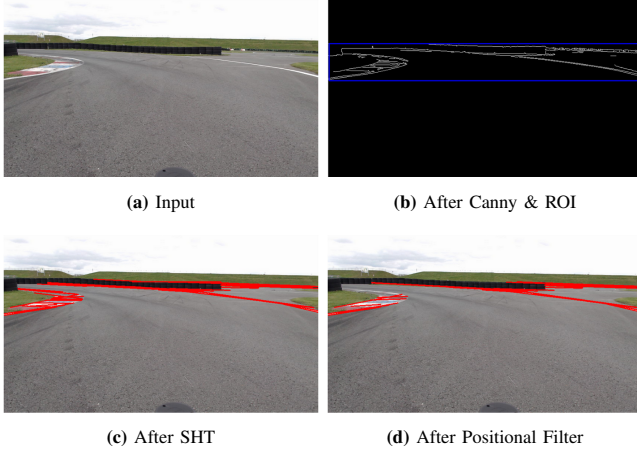 (a) Input
(b) After Canny & ROI
(c) After SHT
(d) After Positional Filter